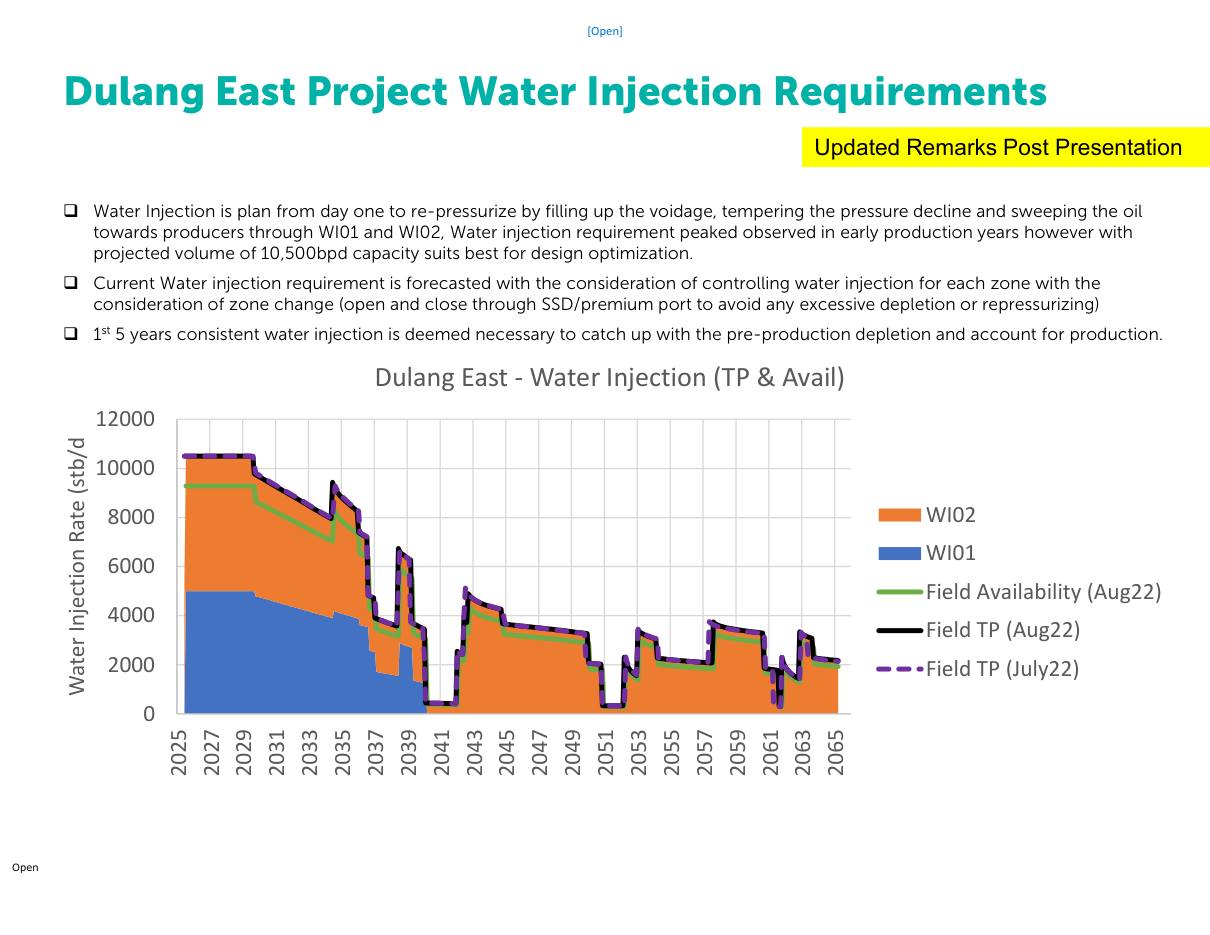 [Open]
Dulang East Project Water Injection Requirements
Updated Remarks Post Presentation
❑ Water Injection is plan from day one to re-pressurize by filling up the voidage, tempering the pressure decline and sweeping the oil
towards producers through WI01 and WI02, Water injection requirement peaked observed in early production years however with
projected volume of 10,500bpd capacity suits best for design optimization.
❑ Current Water injection requirement is forecasted with the consideration of controlling water injection for each zone with the
consideration of zone change (open and close through SSD/premium port to avoid any excessive depletion or repressurizing)
❑ 1st 5 years consistent water injection is deemed necessary to catch up with the pre-production depletion and account for production.
Dulang East - Water Injection (TP & Avail)
Water Injection Rate (stb/d
12000
10000
8000
6000
4000
2000
0
2025 2027 2029 2031 2033 2035 2037 2039 2041 2043 2045 2047 2049 2051 2053 2055 2057 2059 2061 2063 2065
WI02
WI01
Field Availability (Aug22)
Field TP (Aug22)
Field TP (July22)
Open